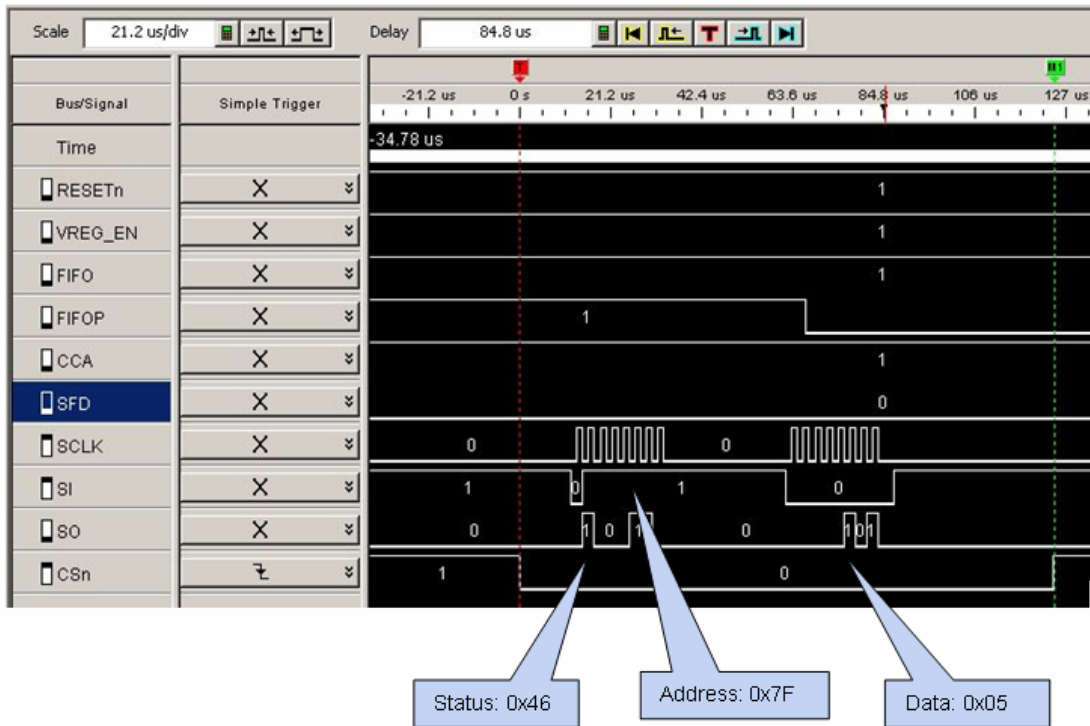 Scale 21.2 us/div Delay 84.8 us T
T M1
Bus/Signal Simple Trigger -21.2 us 0 s 21.2 us 42.4 us 63.6 us 84.8 us 106 us 127 us
Time -34.78 us
RESETn X 1
VREG_EN X 1
FIFO X 1
FIFOP X 1
CCA X 1
SFD X 0
SCLK X 0 0
SI X 1 0 1 0
SO X 0 1 0 1 0 1 0 1
CSn 1 0
Status: 0x46 Address: 0x7F Data: 0x05